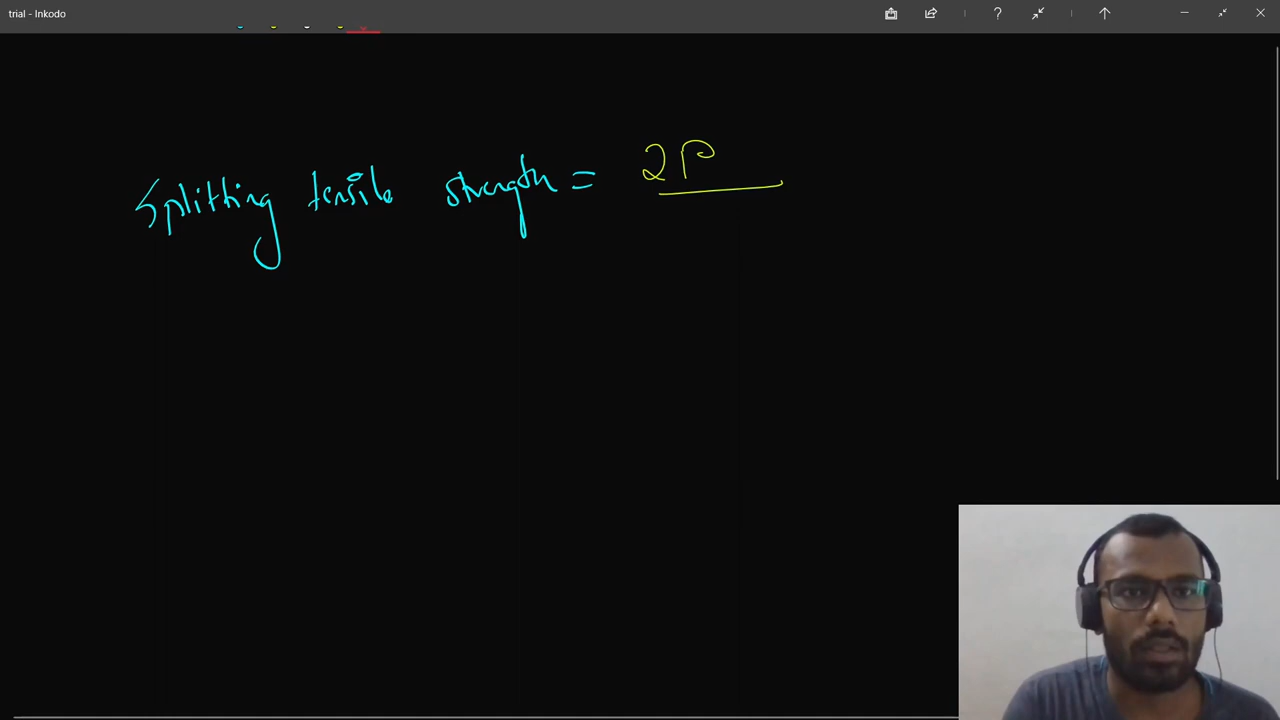 trial - Inkodo
Splitting tensile strength = 2P